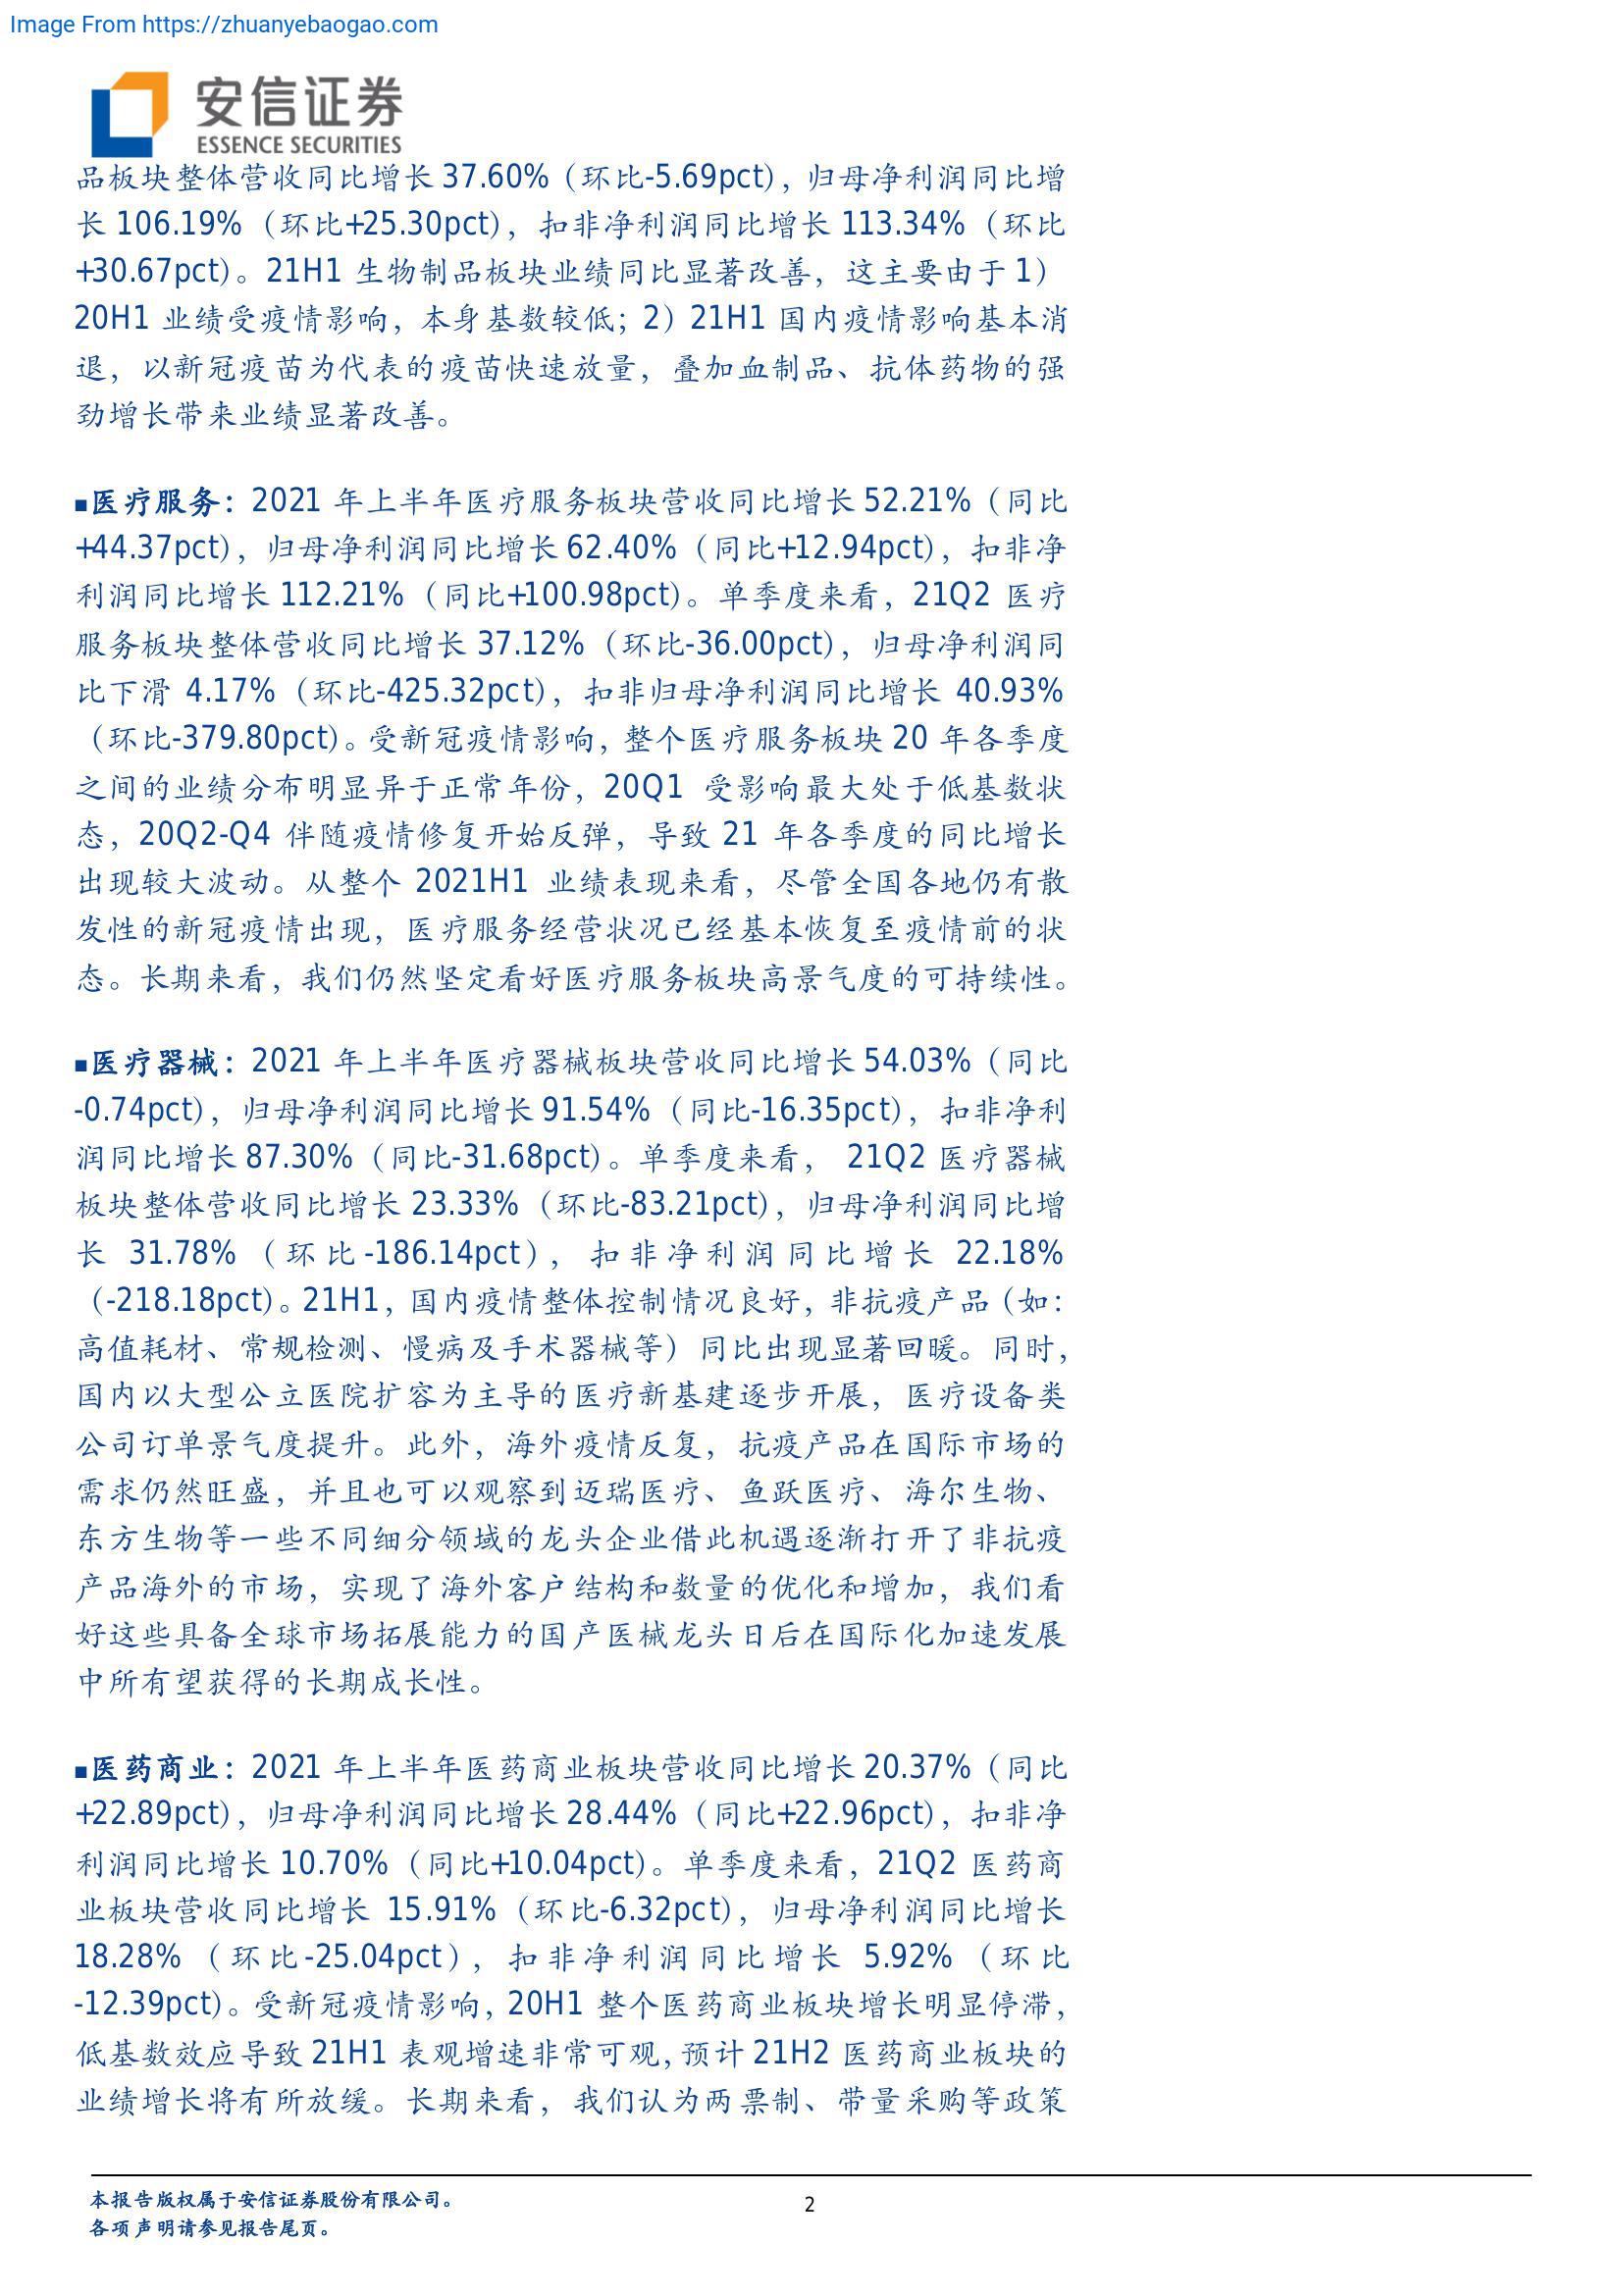 Image From https://zhuanyebaogao.com
安信证券
ESSENCE SECURITIES
品板块整体营收同比增长 37.60%（环比-5.69pct），归母净利润同比增
长 106.19%（环比+25.30pct），扣非净利润同比增长 113.34%（环比
+30.67pct）。21H1 生物制品板块业绩同比显著改善，这主要由于 1）
20H1 业绩受疫情影响，本身基数较低；2）21H1 国内疫情影响基本消
退，以新冠疫苗为代表的疫苗快速放量，叠加血制品、抗体药物的强
劲增长带来业绩显著改善。
■医疗服务：2021 年上半年医疗服务板块营收同比增长 52.21%（同比
+44.37pct），归母净利润同比增长 62.40%（同比+12.94pct），扣非净
利润同比增长 112.21%（同比+100.98pct）。单季度来看，21Q2 医疗
服务板块整体营收同比增长 37.12%（环比-36.00pct），归母净利润同
比下滑 4.17%（环比-425.32pct），扣非归母净利润同比增长 40.93%
（环比-379.80pct）。受新冠疫情影响，整个医疗服务板块 20 年各季度
之间的业绩分布明显异于正常年份，20Q1 受影响最大处于低基数状
态，20Q2-Q4 伴随疫情修复开始反弹，导致 21 年各季度的同比增长
出现较大波动。从整个 2021H1 业绩表现来看，尽管全国各地仍有散
发性的新冠疫情出现，医疗服务经营状况已经基本恢复至疫情前的状
态。长期来看，我们仍然坚定看好医疗服务板块高景气度的可持续性。
■医疗器械：2021 年上半年医疗器械板块营收同比增长 54.03%（同比
-0.74pct），归母净利润同比增长 91.54%（同比-16.35pct），扣非净利
润同比增长 87.30%（同比-31.68pct）。单季度来看， 21Q2 医疗器械
板块整体营收同比增长 23.33%（环比-83.21pct），归母净利润同比增
长 31.78%（环比-186.14pct），扣非净利润同比增长 22.18%
（-218.18pct）。21H1，国内疫情整体控制情况良好，非抗疫产品（如：
高值耗材、常规检测、慢病及手术器械等）同比出现显著回暖。同时，
国内以大型公立医院扩容为主导的医疗新基建逐步开展，医疗设备类
公司订单景气度提升。此外，海外疫情反复，抗疫产品在国际市场的
需求仍然旺盛，并且也可以观察到迈瑞医疗、鱼跃医疗、海尔生物、
东方生物等一些不同细分领域的龙头企业借此机遇逐渐打开了非抗疫
产品海外的市场，实现了海外客户结构和数量的优化和增加，我们看
好这些具备全球市场拓展能力的国产医械龙头日后在国际化加速发展
中所有望获得的长期成长性。
■医药商业：2021 年上半年医药商业板块营收同比增长 20.37%（同比
+22.89pct），归母净利润同比增长 28.44%（同比+22.96pct），扣非净
利润同比增长 10.70%（同比+10.04pct）。单季度来看，21Q2 医药商
业板块营收同比增长 15.91%（环比-6.32pct），归母净利润同比增长
18.28%（环比-25.04pct），扣非净利润同比增长 5.92%（环比
-12.39pct）。受新冠疫情影响，20H1 整个医药商业板块增长明显停滞，
低基数效应导致 21H1 表观增速非常可观，预计 21H2 医药商业板块的
业绩增长将有所放缓。长期来看，我们认为两票制、带量采购等政策
本报告版权属于安信证券股份有限公司。
2
各项声明请参见报告尾页。